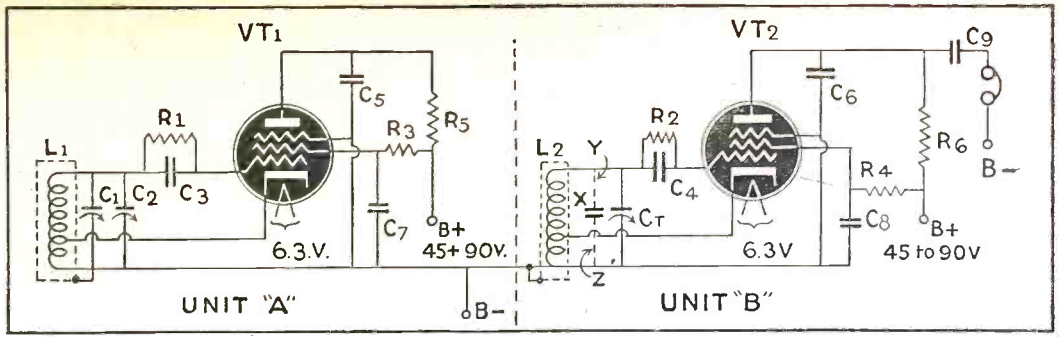 VT1
VT2
C9
C5
C6
R1
R5
R2
R3
R6
L1
L2
Y
B-
C1
C2
C3
C4
R4
X
CT
C7
C8
B+
B+
6.3.V.
45+ 90V.
6.3V
45 to 90V
Z
UNIT "A"
B-
UNIT "B"